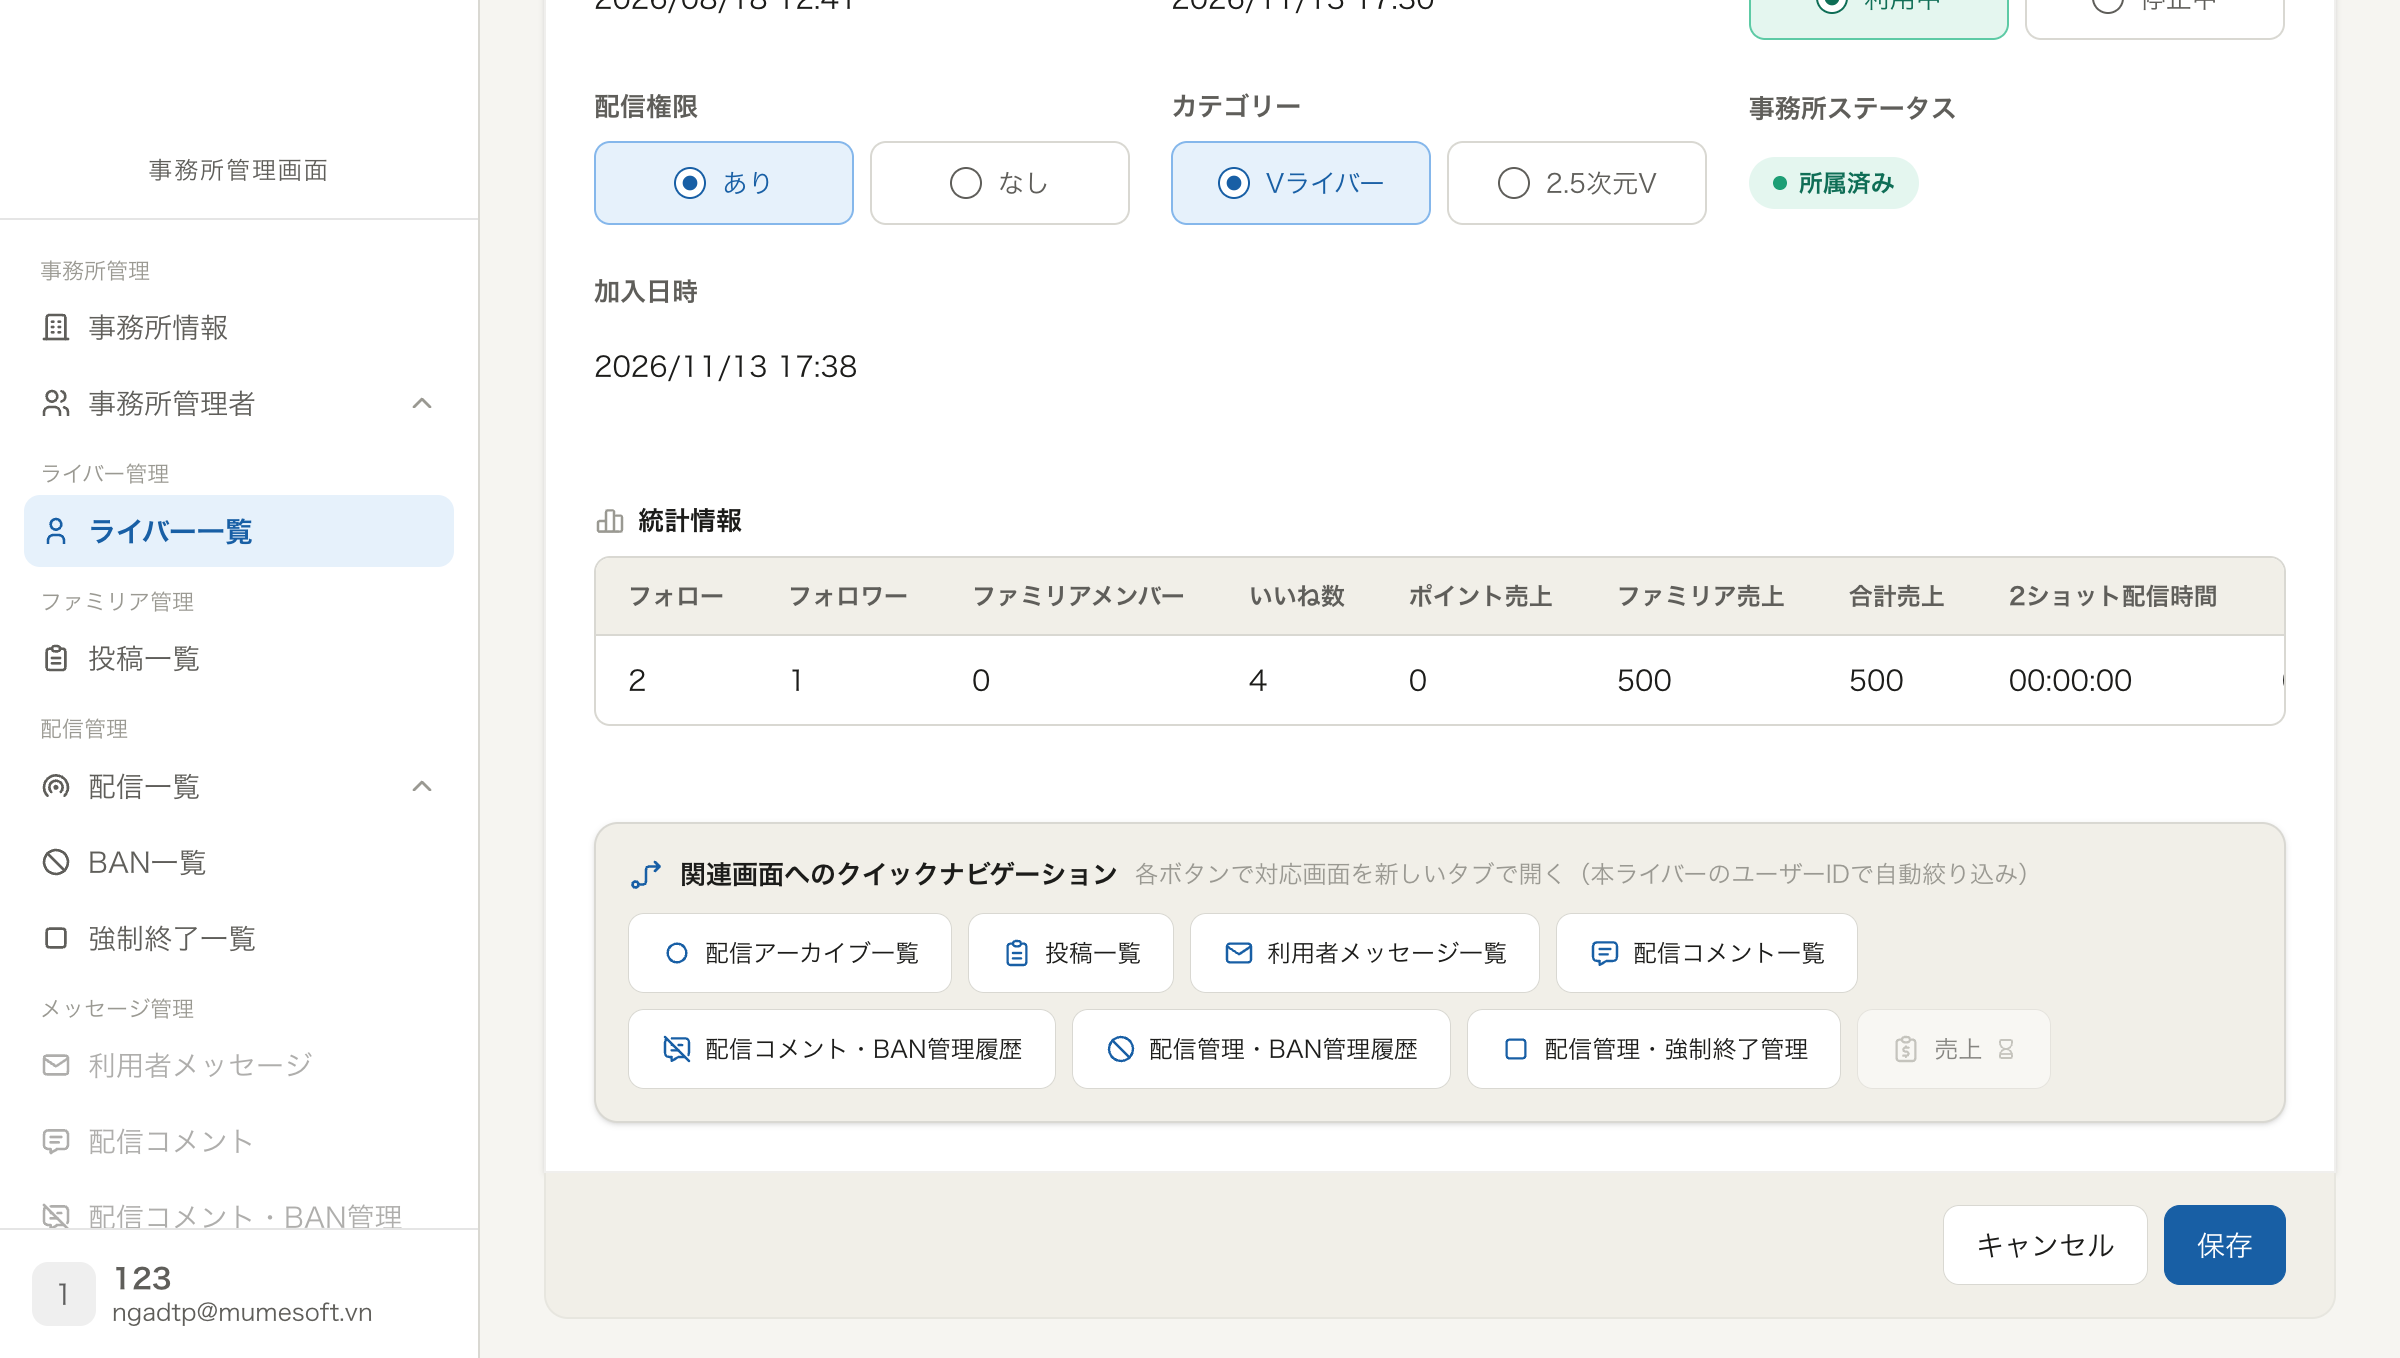 事務所管理画面
事務所管理
事務所情報
事務所管理者
ライバー管理
ライバー一覧
ファミリア管理
投稿一覧
配信管理
配信一覧
BAN一覧
強制終了一覧
メッセージ管理
利用者メッセージ
配信コメント
配信コメント・BAN管理
1
123
ngadtp@mumesoft.vn
利用中
停止中
配信権限
カテゴリー
事務所ステータス
あり
なし
Vライバー
2.5次元V
所属済み
加入日時
2026/11/13 17:38
統計情報
フォロー フォロワー ファミリアメンバー いいね数 ポイント売上 ファミリア売上 合計売上 2ショット配信時間
2 1 0 4 0 500 500 00:00:00
関連画面へのクイックナビゲーション 各ボタンで対応画面を新しいタブで開く（本ライバーのユーザーIDで自動絞り込み）
配信アーカイブ一覧 投稿一覧 利用者メッセージ一覧 配信コメント一覧
配信コメント・BAN管理履歴 配信管理・BAN管理履歴 配信管理・強制終了管理 売上
キャンセル 保存